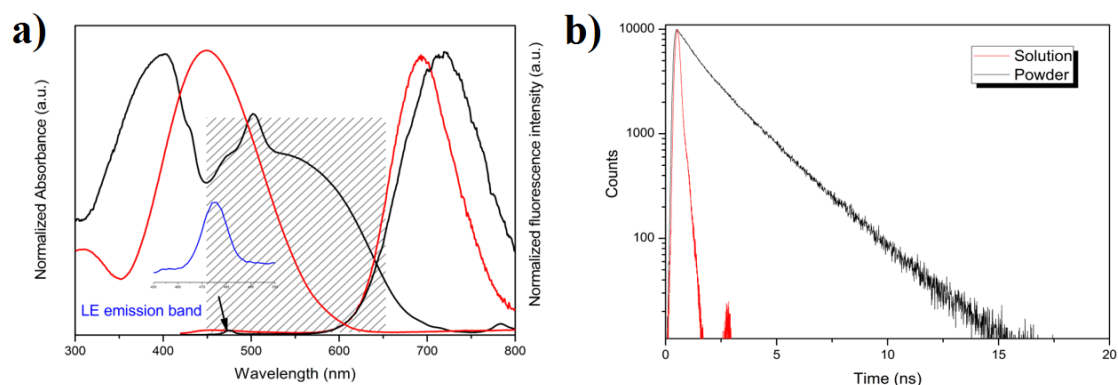 a)
Normalized Absorbance (a.u.)
LE emission band
300 400 500 600 700 800
Wavelength (nm)
Normalized fluorescence intensity (a.u.)
b)
Solution
Powder
10000
1000
100
10
Counts
0 5 10 15 20
Time (ns)